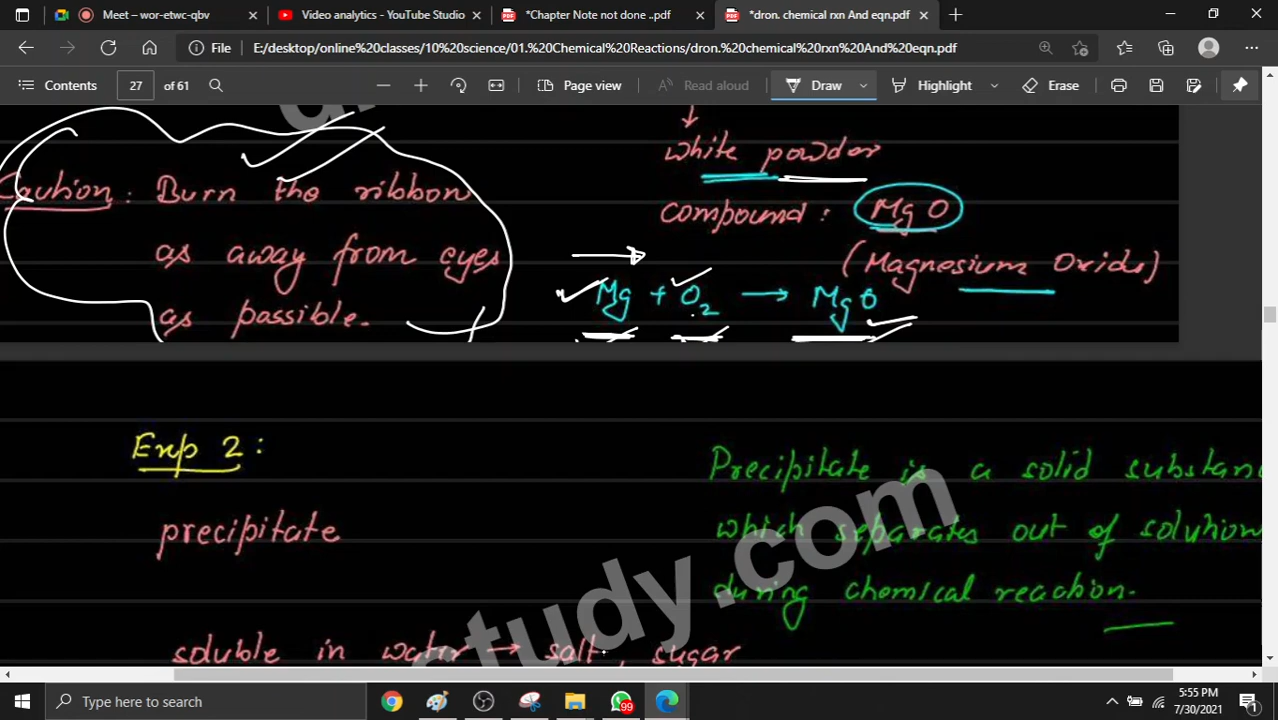 Meet – wor-etwc-qbv
Video analytics - YouTube Studio
*Chapter Note not done ..pdf
*dron. chemical rxn And eqn.pdf
File
E:/desktop/online%20classes/10%20science/01.%20Chemical%20Reactions/dron.%20chemical%20rxn%20And%20eqn.pdf
Contents
27
of 61
Page view
Read aloud
Draw
Highlight
Erase
white powder
Caution: Burn the ribbon
as away from eyes
as possible.
compound: MgO
(Magnesium Oxide)
Mg + O2 → MgO
Exp 2:
precipitate
Precipitate is a solid substan
which separates out of solution
during chemical reaction.
soluble in water → salt, sugar
study.com
Type here to search
99
5:55 PM
7/30/2021
1